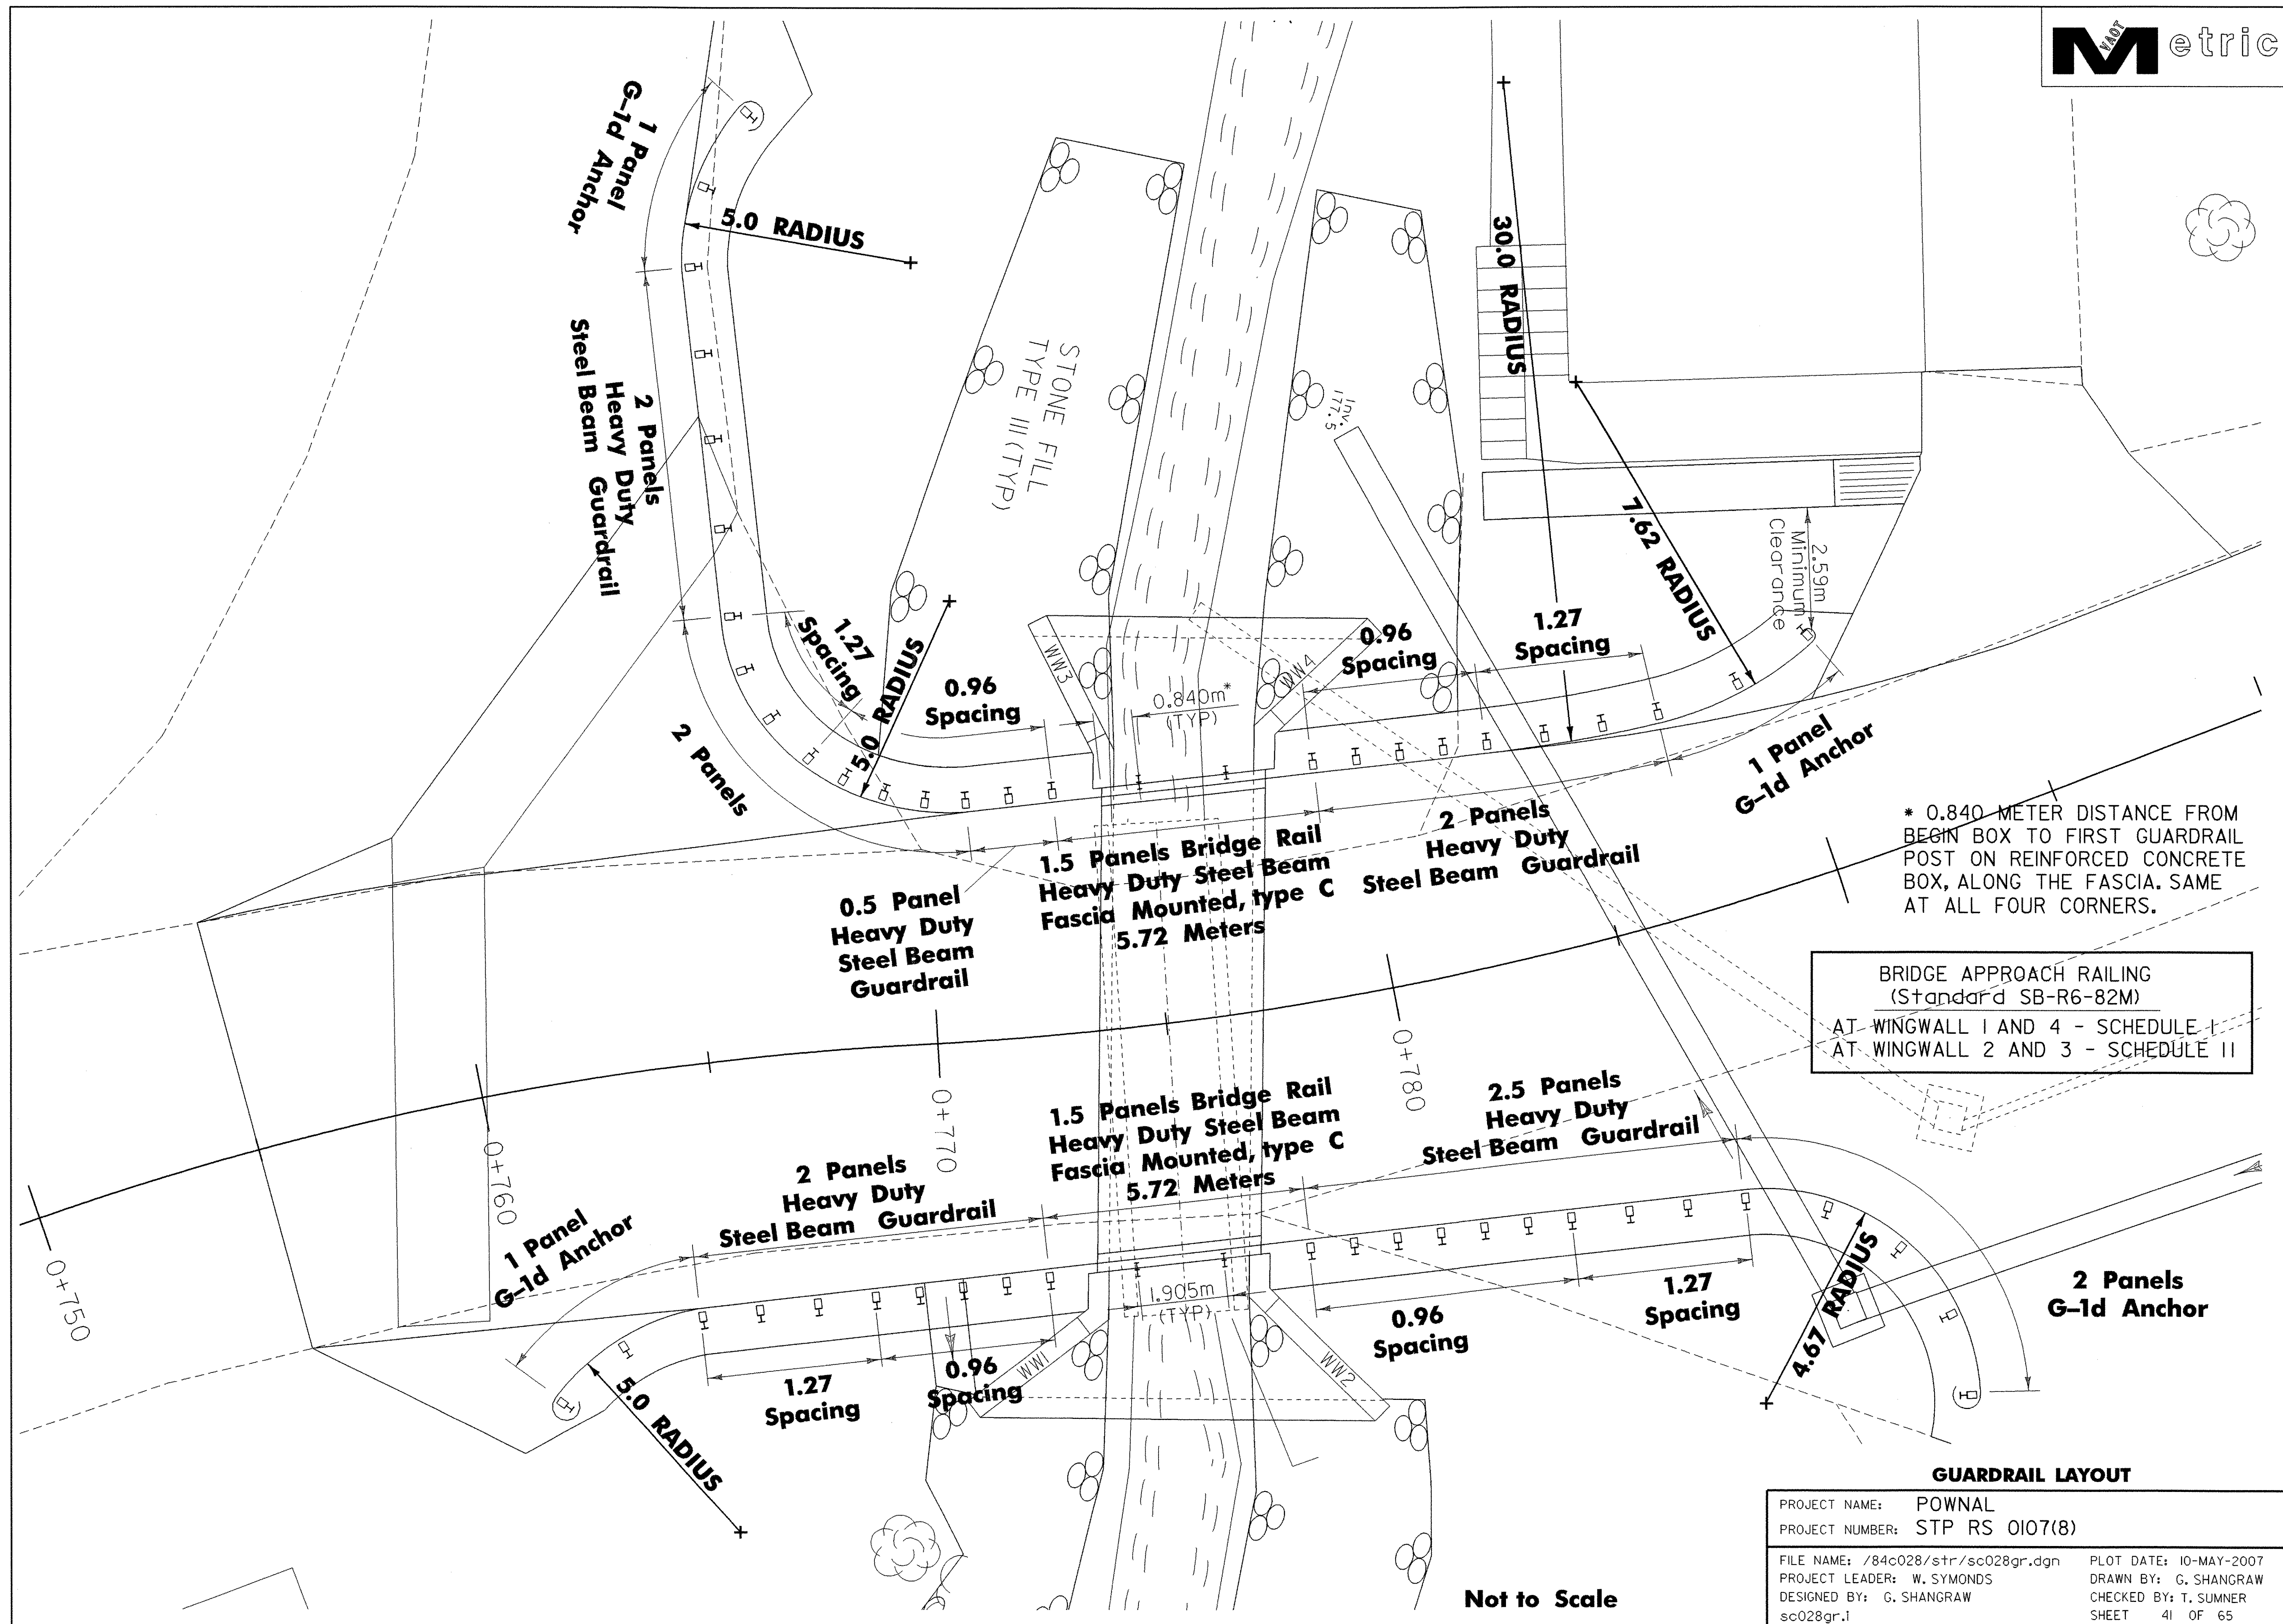 VAOT
Metric
1 Panel
G-1d Anchor
5.0 RADIUS
2 Panels
Heavy Duty
Steel Beam Guardrail
STONE FILL
TYPE III (TYP)
30.0 RADIUS
Inv.
177.5
7.62 RADIUS
2.59m
Minimum
Clearance
1.27
Spacing
5.0 RADIUS
0.96
Spacing
WW3
0.840m*
(TYP)
WW4
0.96
Spacing
1.27
Spacing
2 Panels
1 Panel
G-1d Anchor
0.5 Panel
Heavy Duty
Steel Beam
Guardrail
1.5 Panels Bridge Rail
Heavy Duty Steel Beam
Fascia Mounted, type C
5.72 Meters
2 Panels
Heavy Duty
Steel Beam Guardrail
* 0.840 METER DISTANCE FROM
BEGIN BOX TO FIRST GUARDRAIL
POST ON REINFORCED CONCRETE
BOX, ALONG THE FASCIA. SAME
AT ALL FOUR CORNERS.
BRIDGE APPROACH RAILING
(Standard SB-R6-82M)
AT WINGWALL 1 AND 4 - SCHEDULE I
AT WINGWALL 2 AND 3 - SCHEDULE II
0+750
0+760
0+770
0+780
1 Panel
G-1d Anchor
2 Panels
Heavy Duty
Steel Beam Guardrail
1.5 Panels Bridge Rail
Heavy Duty Steel Beam
Fascia Mounted, type C
5.72 Meters
2.5 Panels
Heavy Duty
Steel Beam Guardrail
5.0 RADIUS
1.27
Spacing
0.96
Spacing
WW1
1.905m
(TYP)
WW2
0.96
Spacing
1.27
Spacing
4.67 RADIUS
2 Panels
G-1d Anchor
Not to Scale
GUARDRAIL LAYOUT
PROJECT NAME: POWNAL
PROJECT NUMBER: STP RS 0107(8)
FILE NAME: /84c028/str/sc028gr.dgn PLOT DATE: 10-MAY-2007
PROJECT LEADER: W. SYMONDS DRAWN BY: G. SHANGRAW
DESIGNED BY: G. SHANGRAW CHECKED BY: T. SUMNER
sc028gr.i SHEET 41 OF 65